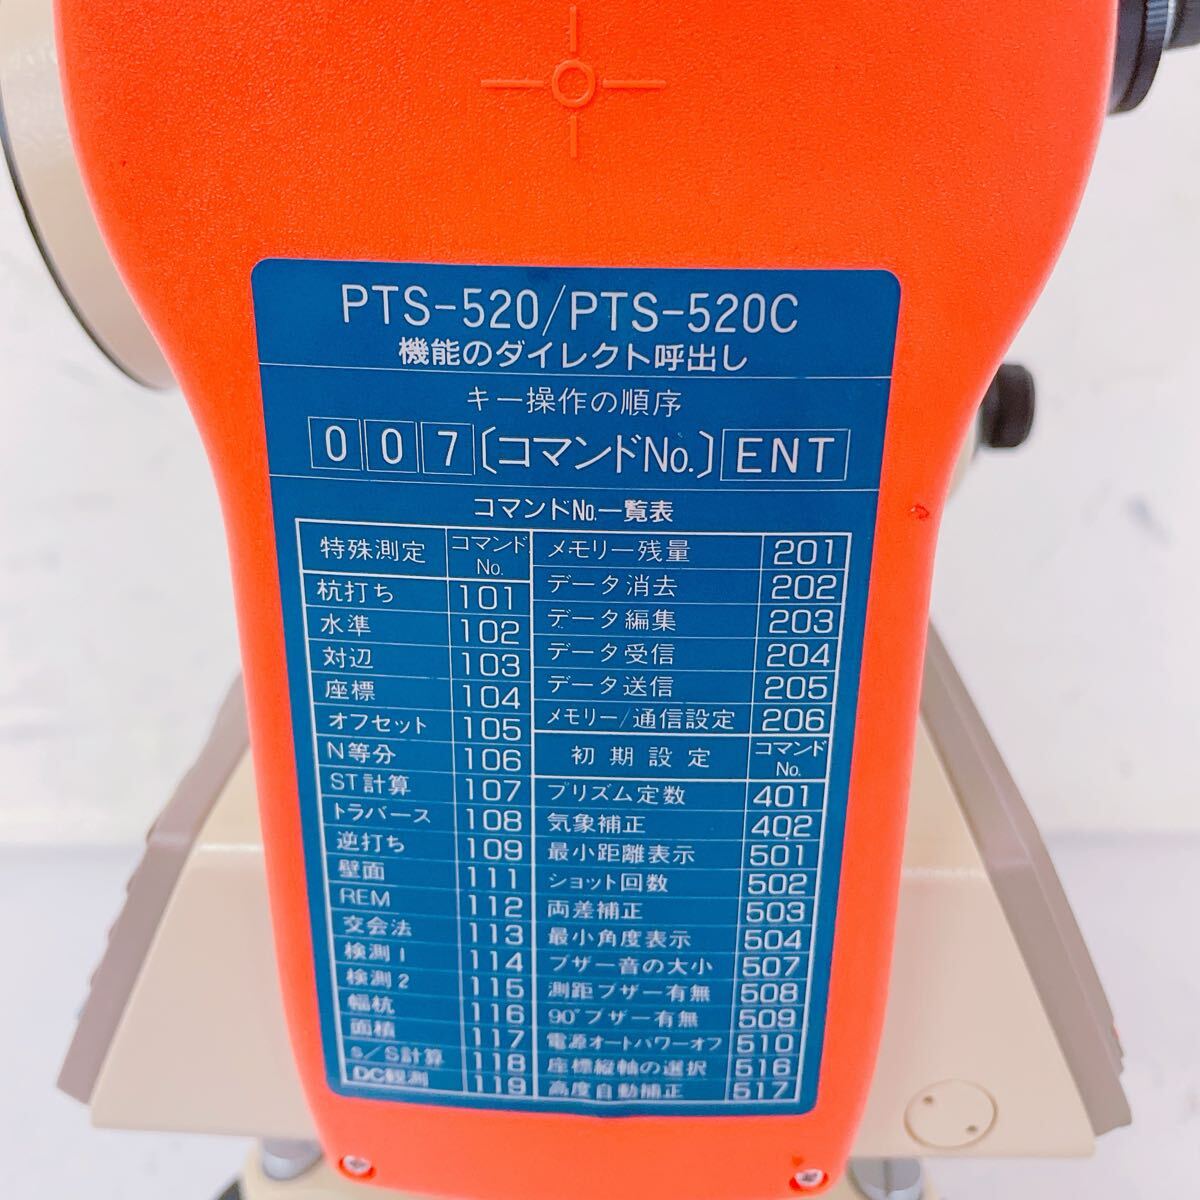 PTS-520/PTS-520C
機能のダイレクト呼出し
キー操作の順序
0 0 7 〔コマンドNo.〕 ENT
コマンドNo.一覧表
特殊測定 コマンドNo.
杭打ち 101
水準 102
対辺 103
座標 104
オフセット 105
N等分 106
ST計算 107
トラバース 108
逆打ち 109
壁面 111
REM 112
交会法 113
検測1 114
検測2 115
幅杭 116
面積 117
s/S計算 118
DC観測 119
メモリー残量 201
データ消去 202
データ編集 203
データ受信 204
データ送信 205
メモリー/通信設定 206
初期設定 コマンドNo.
プリズム定数 401
気象補正 402
最小距離表示 501
ショット回数 502
両差補正 503
最小角度表示 504
ブザー音の大小 507
測距ブザー有無 508
90°ブザー有無 509
電源オートパワーオフ 510
座標縦軸の選択 516
高度自動補正 517